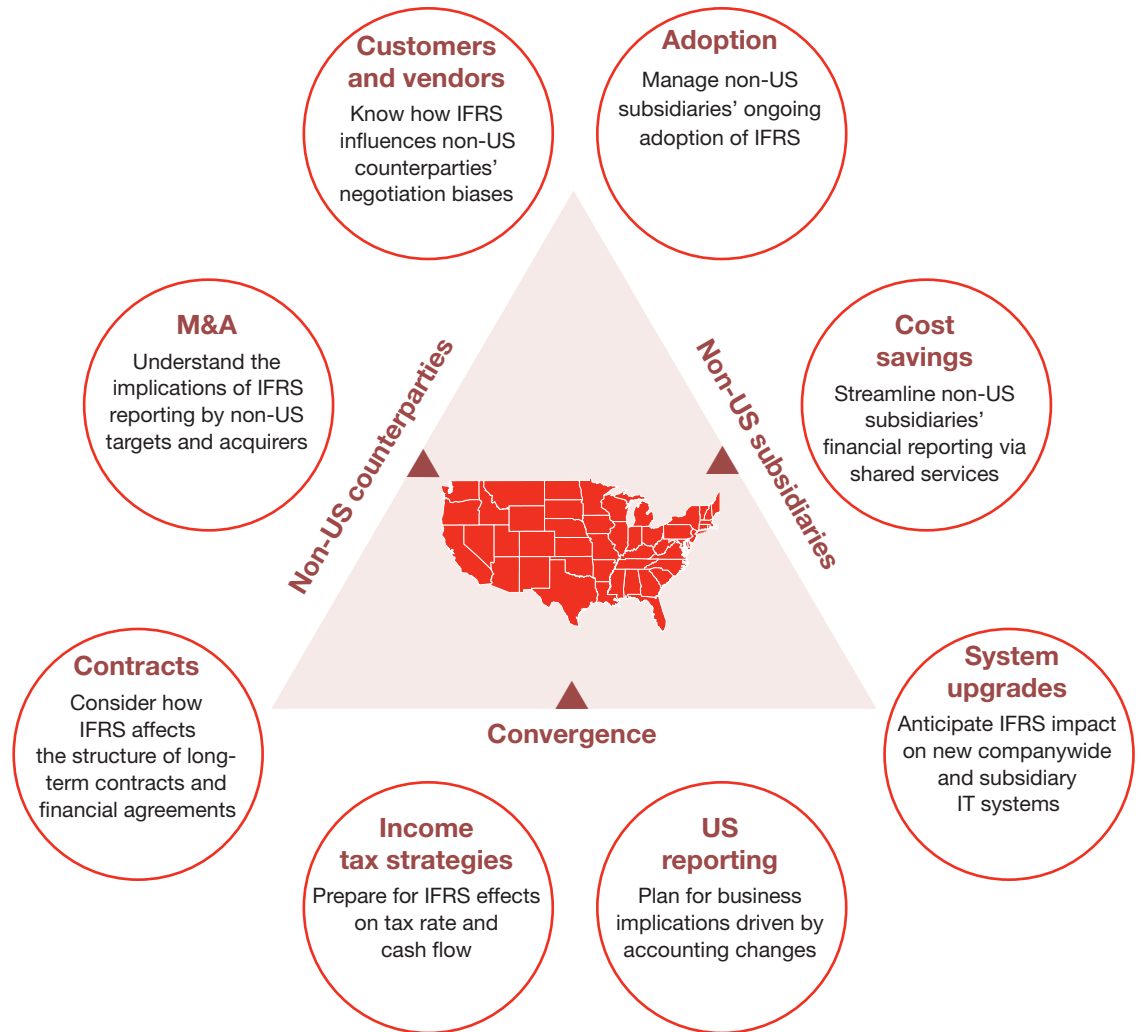 Customers
and vendors
Know how IFRS
influences non-US
counterparties’
negotiation biases
Adoption
Manage non-US
subsidiaries’ ongoing
adoption of IFRS
M&A
Understand the
implications of IFRS
reporting by non-US
targets and acquirers
Non-US counterparties
Non-US subsidiaries
Cost
savings
Streamline non-US
subsidiaries’
financial reporting via
shared services
Contracts
Consider how
IFRS affects
the structure of long-
term contracts and
financial agreements
Convergence
System
upgrades
Anticipate IFRS impact
on new companywide
and subsidiary
IT systems
Income
tax strategies
Prepare for IFRS effects
on tax rate and
cash flow
US
reporting
Plan for business
implications driven by
accounting changes